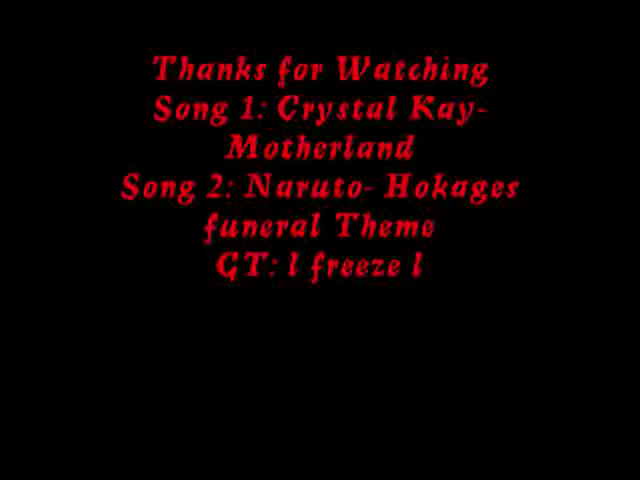 Thanks for Watching
Song 1: Crystal Kay-
Motherland
Song 2: Naruto- Hokages
funeral Theme
GT: l freeze l